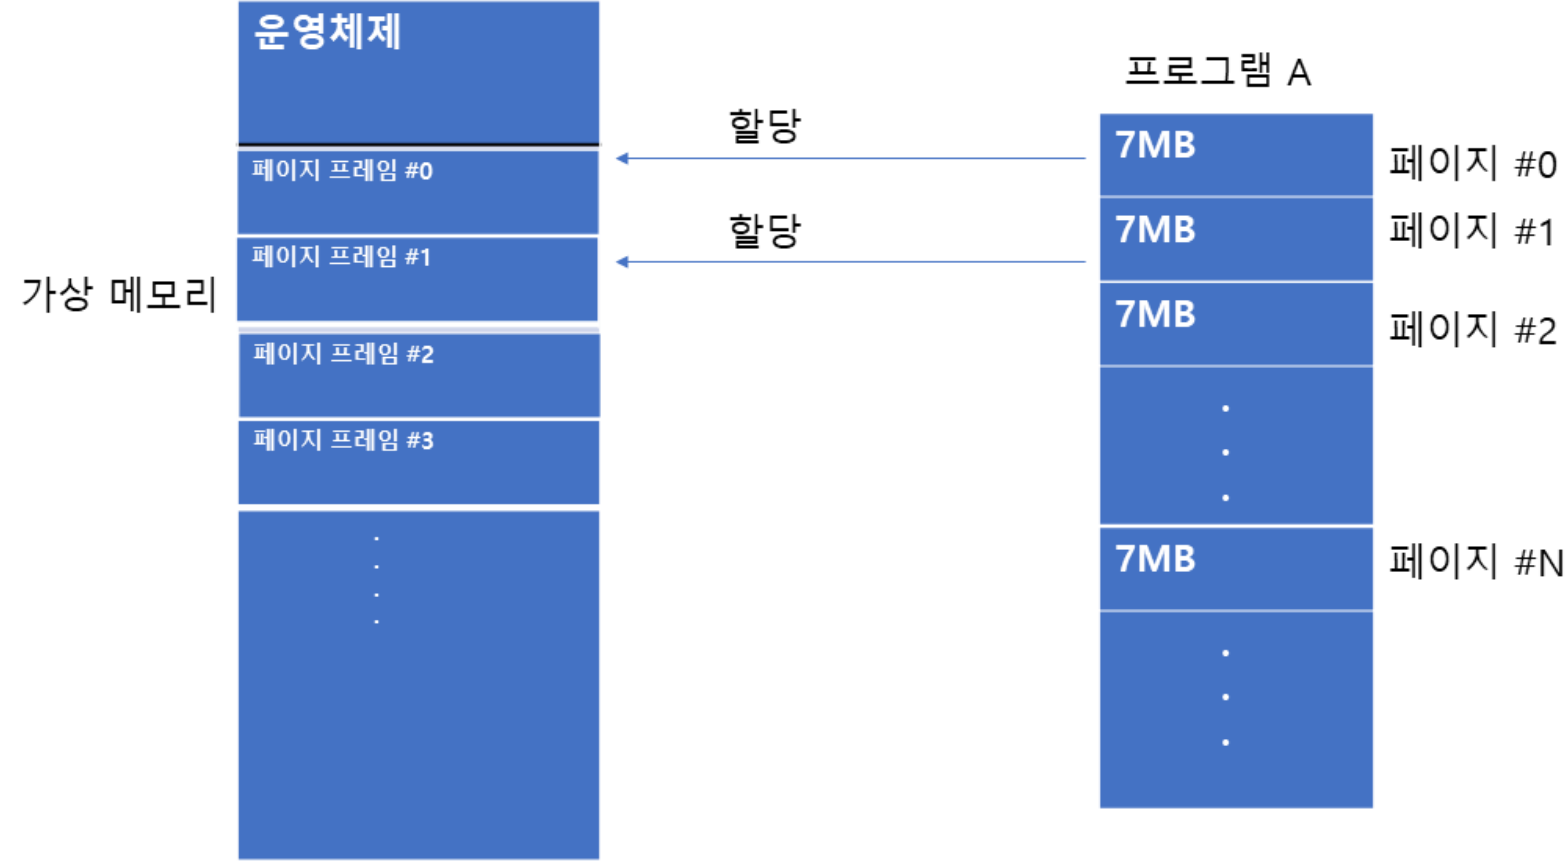 운영체제
프로그램 A
할당
7MB
페이지 #0
페이지 프레임 #0
할당
7MB
페이지 #1
페이지 프레임 #1
가상 메모리
7MB
페이지 #2
페이지 프레임 #2
페이지 프레임 #3
7MB
페이지 #N